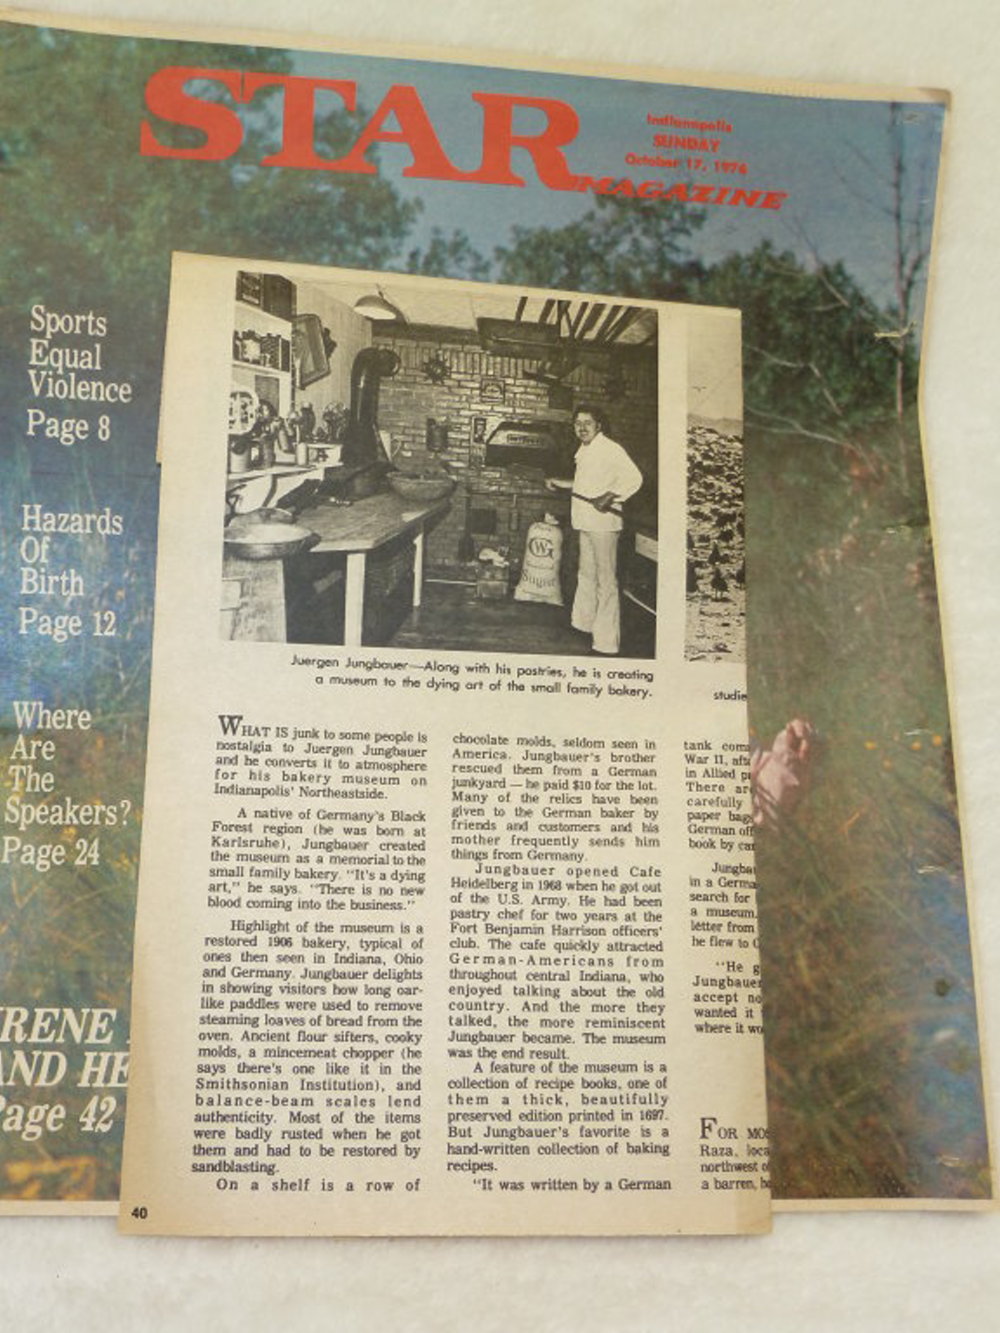 STAR
MAGAZINE
Indianapolis
SUNDAY
October 17, 1976
Sports
Equal
Violence
Page 8
Hazards
Of
Birth
Page 12
Where
Are
The
Speakers?
Page 24
IRENE
AND HE
Page 42
GW
Sugar
Juergen Jungbauer—Along with his pastries, he is creating
a museum to the dying art of the small family bakery.
WHAT IS junk to some people is
nostalgia to Juergen Jungbauer
and he converts it to atmosphere
for his bakery museum on
Indianapolis' Northeastside.
A native of Germany's Black
Forest region (he was born at
Karlsruhe), Jungbauer created
the museum as a memorial to the
small family bakery. "It's a dying
art," he says. "There is no new
blood coming into the business."
Highlight of the museum is a
restored 1906 bakery, typical of
ones then seen in Indiana, Ohio
and Germany. Jungbauer delights
in showing visitors how long oar-
like paddles were used to remove
steaming loaves of bread from the
oven. Ancient flour sifters, cooky
molds, a mincemeat chopper (he
says there's one like it in the
Smithsonian Institution), and
balance-beam scales lend
authenticity. Most of the items
were badly rusted when he got
them and had to be restored by
sandblasting.
On a shelf is a row of
chocolate molds, seldom seen in
America. Jungbauer's brother
rescued them from a German
junkyard — he paid $10 for the lot.
Many of the relics have been
given to the German baker by
friends and customers and his
mother frequently sends him
things from Germany.
Jungbauer opened Cafe
Heidelberg in 1968 when he got out
of the U.S. Army. He had been
pastry chef for two years at the
Fort Benjamin Harrison officers'
club. The cafe quickly attracted
German-Americans from
throughout central Indiana, who
enjoyed talking about the old
country. And the more they
talked, the more reminiscent
Jungbauer became. The museum
was the end result.
A feature of the museum is a
collection of recipe books, one of
them a thick, beautifully
preserved edition printed in 1697.
But Jungbauer's favorite is a
hand-written collection of baking
recipes.
"It was written by a German
studie
tank com
War II, aft
in Allied p
There ar
carefully
paper bag
German off
book by car
Jungba
in a Germa
search for
a museum.
letter from
he flew to
"He g
Jungbauer
accept no
wanted it
where it wo
FOR MOS
Raza, loca
northwest o
a barren, h
40